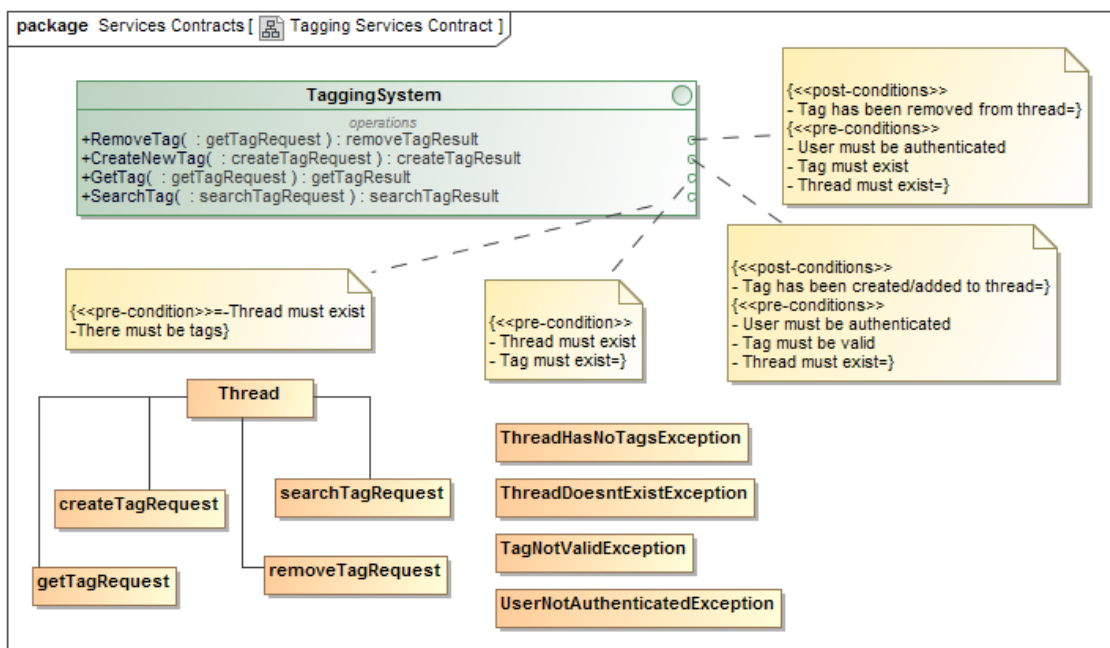 package Services Contracts [ Tagging Services Contract ]
TaggingSystem
operations
+RemoveTag( : getTagRequest ) : removeTagResult
+CreateNewTag( : createTagRequest ) : createTagResult
+GetTag( : getTagRequest ) : getTagResult
+SearchTag( : searchTagRequest ) : searchTagResult
{<<post-conditions>>
- Tag has been removed from thread=}
{<<pre-conditions>>
- User must be authenticated
- Tag must exist
- Thread must exist=}
{<<post-conditions>>
- Tag has been created/added to thread=}
{<<pre-conditions>>
- User must be authenticated
- Tag must be valid
- Thread must exist=}
{<<pre-condition>>=-Thread must exist
-There must be tags}
{<<pre-condition>>
- Thread must exist
- Tag must exist=}
Thread
createTagRequest
searchTagRequest
getTagRequest
removeTagRequest
ThreadHasNoTagsException
ThreadDoesntExistException
TagNotValidException
UserNotAuthenticatedException